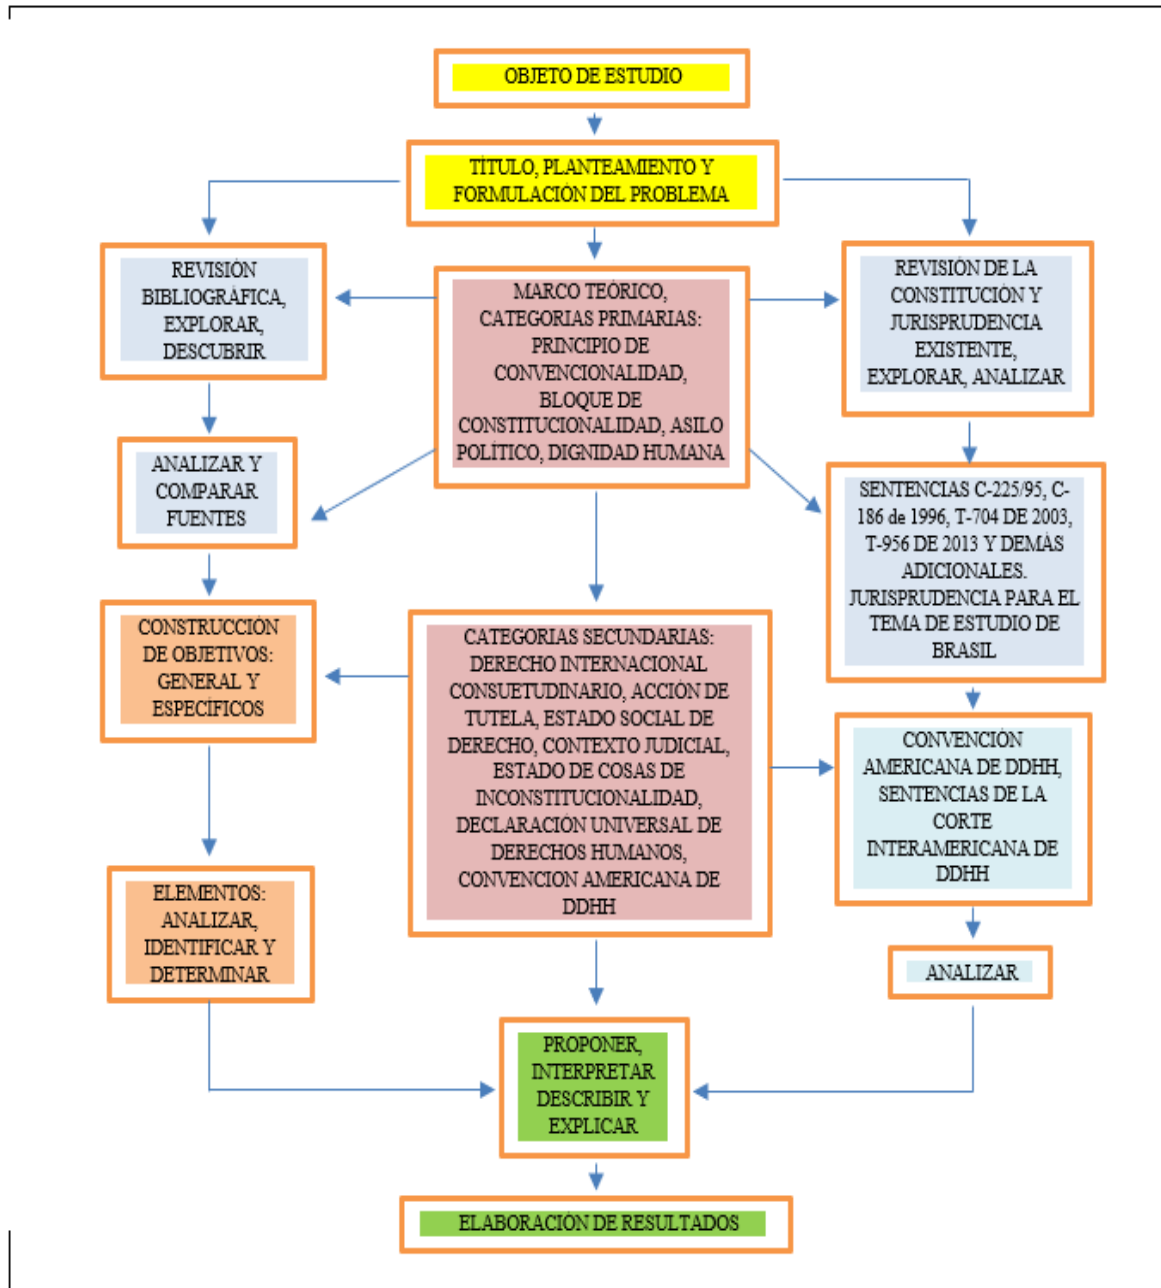 OBJETO DE ESTUDIO
TÍTULO, PLANTEAMIENTO Y
FORMULACIÓN DEL PROBLEMA
REVISIÓN
BIBLIOGRÁFICA,
EXPLORAR,
DESCUBRIR
MARCO TEÓRICO,
CATEGORIAS PRIMARIAS:
PRINCIPIO DE
CONVENCIONALIDAD,
BLOQUE DE
CONSTITUCIONALIDAD, ASILO
POLÍTICO, DIGNIDAD HUMANA
REVISIÓN DE LA
CONSTITUCIÓN Y
JURISPRUDENCIA
EXISTENTE,
EXPLORAR, ANALIZAR
ANALIZAR Y
COMPARAR
FUENTES
SENTENCIAS C-225/95, C-
186 de 1996, T-704 DE 2003,
T-956 DE 2013 Y DEMÁS
ADICIONALES.
JURISPRUDENCIA PARA EL
TEMA DE ESTUDIO DE
BRASIL
CONSTRUCCIÓN
DE OBJETIVOS:
GENERAL Y
ESPECÍFICOS
CATEGORIAS SECUNDARIAS:
DERECHO INTERNACIONAL
CONSUETUDINARIO, ACCIÓN DE
TUTELA, ESTADO SOCIAL DE
DERECHO, CONTEXTO JUDICIAL,
ESTADO DE COSAS DE
INCONSTITUCIONALIDAD,
DECLARACIÓN UNIVERSAL DE
DERECHOS HUMANOS,
CONVENCION AMERICANA DE
DDHH
CONVENCIÓN
AMERICANA DE DDHH,
SENTENCIAS DE LA
CORTE
INTERAMERICANA DE
DDHH
ELEMENTOS:
ANALIZAR,
IDENTIFICAR Y
DETERMINAR
ANALIZAR
PROPONER,
INTERPRETAR
DESCRIBIR Y
EXPLICAR
ELABORACIÓN DE RESULTADOS